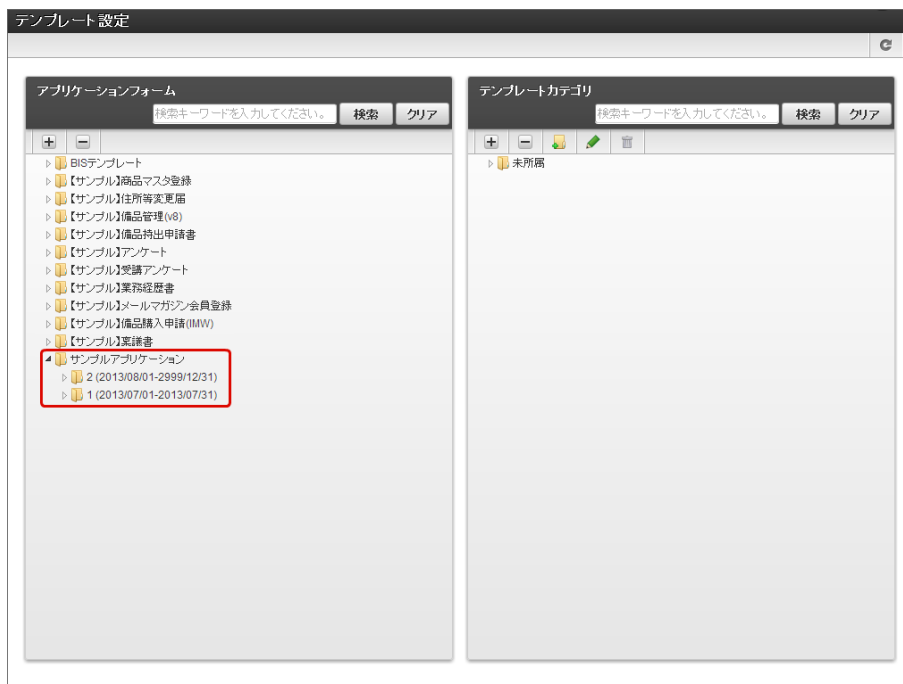 テンプレート設定
アプリケーションフォーム
検索キーワードを入力してください。 検索 クリア
BISテンプレート
【サンプル】商品マスタ登録
【サンプル】住所等変更届
【サンプル】備品管理(v8)
【サンプル】備品持出申請書
【サンプル】アンケート
【サンプル】受講アンケート
【サンプル】業務経歴書
【サンプル】メールマガジン会員登録
【サンプル】備品購入申請(IMW)
【サンプル】稟議書
サンプルアプリケーション
2 (2013/08/01-2999/12/31)
1 (2013/07/01-2013/07/31)
テンプレートカテゴリ
検索キーワードを入力してください。 検索 クリア
未所属